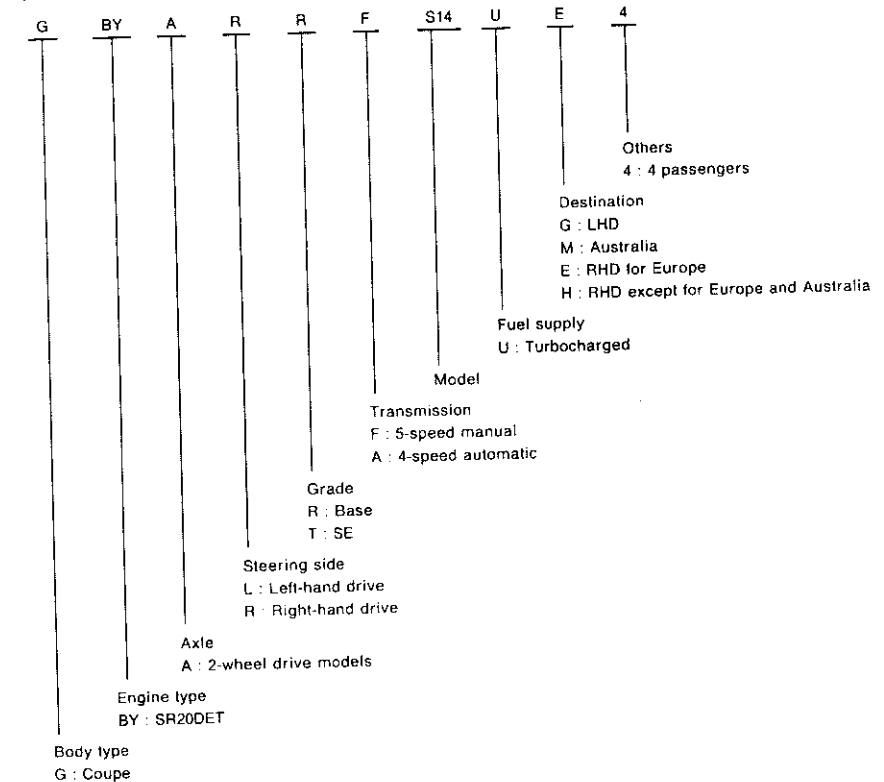 G BY A R R F S14 U E 4
Others
4 : 4 passengers
Destination
G : LHD
M : Australia
E : RHD for Europe
H : RHD except for Europe and Australia
Fuel supply
U : Turbocharged
Model
Transmission
F : 5-speed manual
A : 4-speed automatic
Grade
R : Base
T : SE
Steering side
L : Left-hand drive
R : Right-hand drive
Axle
A : 2-wheel drive models
Engine type
BY : SR20DET
Body type
G : Coupe